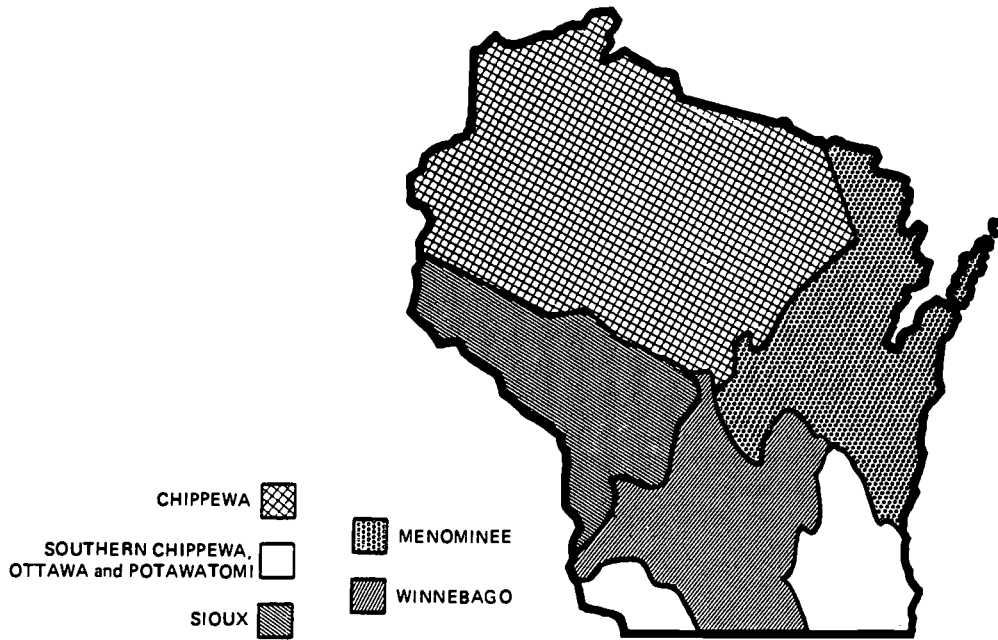 CHIPPEWA
SOUTHERN CHIPPEWA,
OTTAWA and POTAWATOMI
SIOUX
MENOMINEE
WINNEBAGO